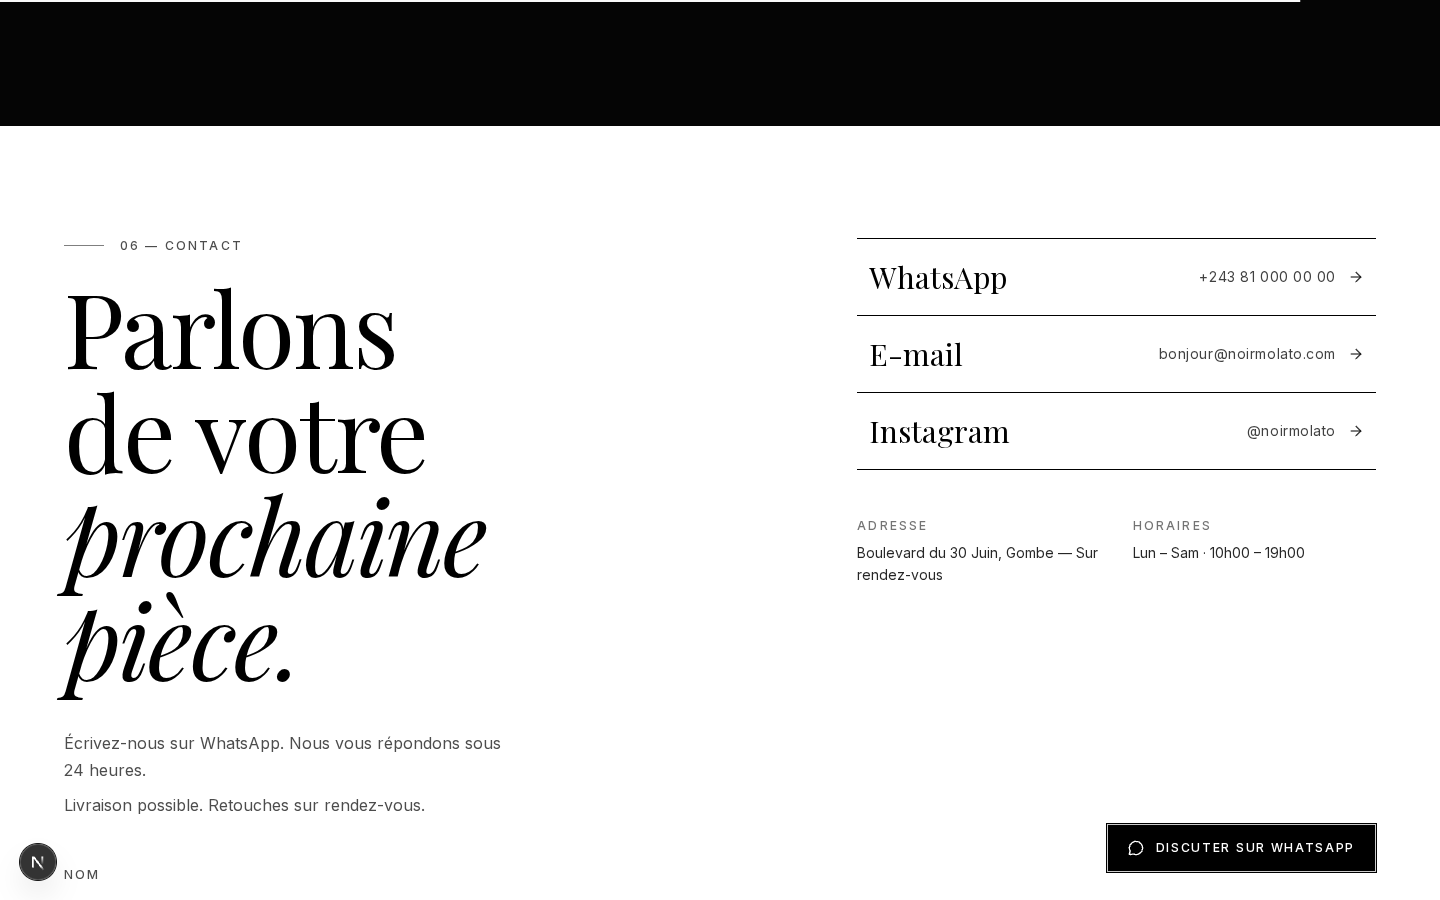 06 — CONTACT
Parlons
de votre
prochaine
pièce.
Écrivez-nous sur WhatsApp. Nous vous répondons sous
24 heures.
Livraison possible. Retouches sur rendez-vous.
NOM
WhatsApp +243 81 000 00 00 →
E-mail bonjour@noirmolato.com →
Instagram @noirmolato →
ADRESSE
Boulevard du 30 Juin, Gombe — Sur
rendez-vous
HORAIRES
Lun – Sam · 10h00 – 19h00
DISCUTER SUR WHATSAPP
N